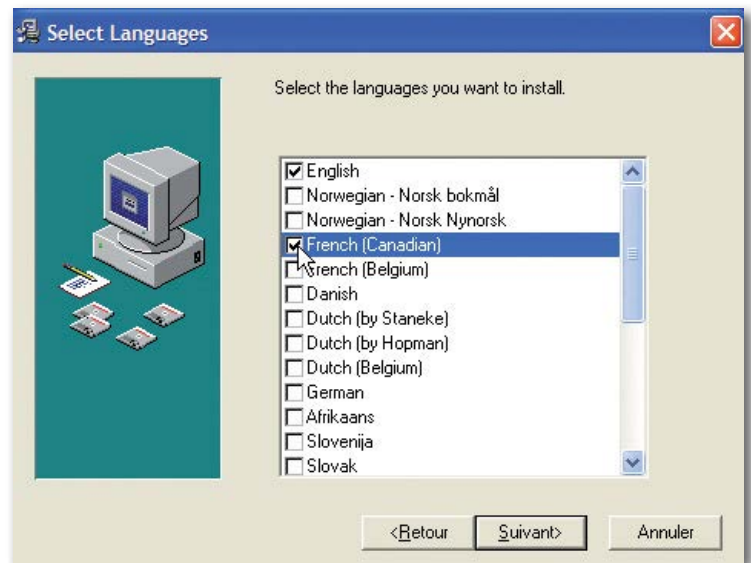 Select Languages
Select the languages you want to install.
English
Norwegian - Norsk bokmål
Norwegian - Norsk Nynorsk
French (Canadian)
French (Belgium)
Danish
Dutch (by Staneke)
Dutch (by Hopman)
Dutch (Belgium)
German
Afrikaans
Slovenija
Slovak
<Retour Suivant> Annuler